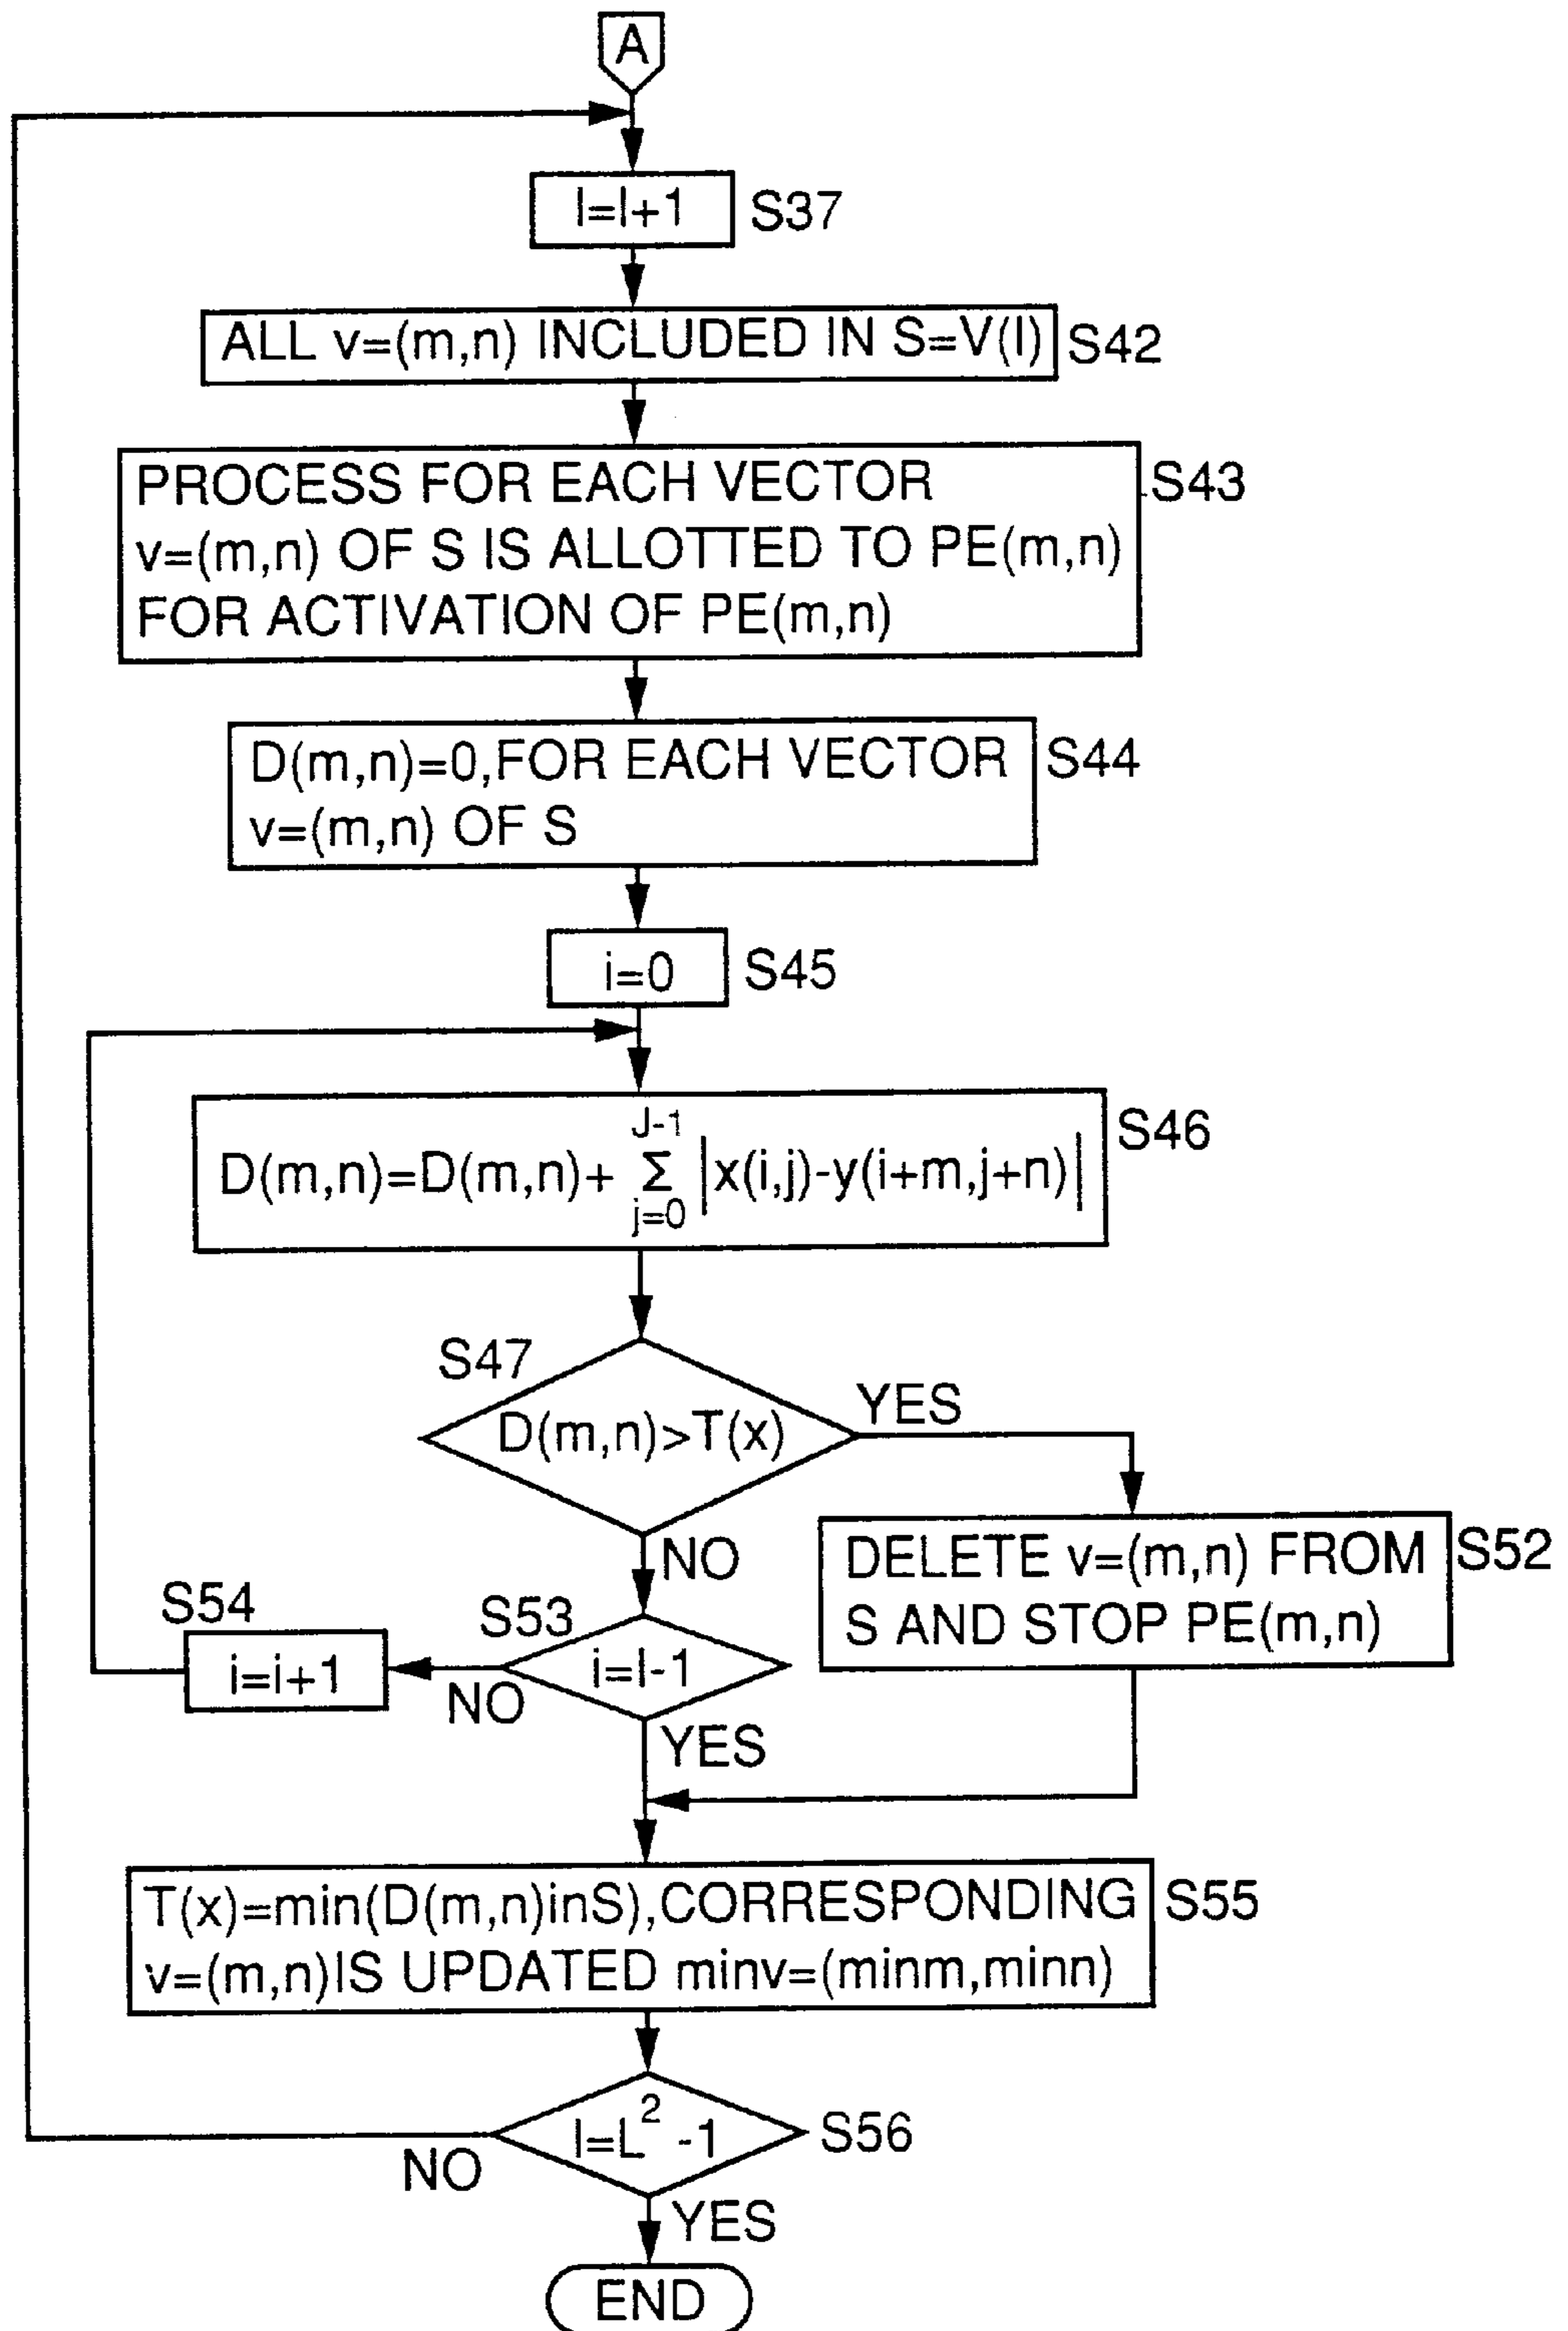 A
l=l+1 S37
ALL v=(m,n) INCLUDED IN S=V(l) S42
PROCESS FOR EACH VECTOR S43
v=(m,n) OF S IS ALLOTTED TO PE(m,n)
FOR ACTIVATION OF PE(m,n)
D(m,n)=0,FOR EACH VECTOR S44
v=(m,n) OF S
i=0 S45
D(m,n)=D(m,n)+ Σ_{j=0}^{J-1} |x(i,j)-y(i+m,j+n)| S46
S47
D(m,n)>T(x) YES
NO
DELETE v=(m,n) FROM S52
S AND STOP PE(m,n)
S54 S53
i=i+1 NO i=I-1
YES
T(x)=min(D(m,n)inS),CORRESPONDING S55
v=(m,n)IS UPDATED minv=(minm,minn)
l=L² -1 S56
NO
YES
END